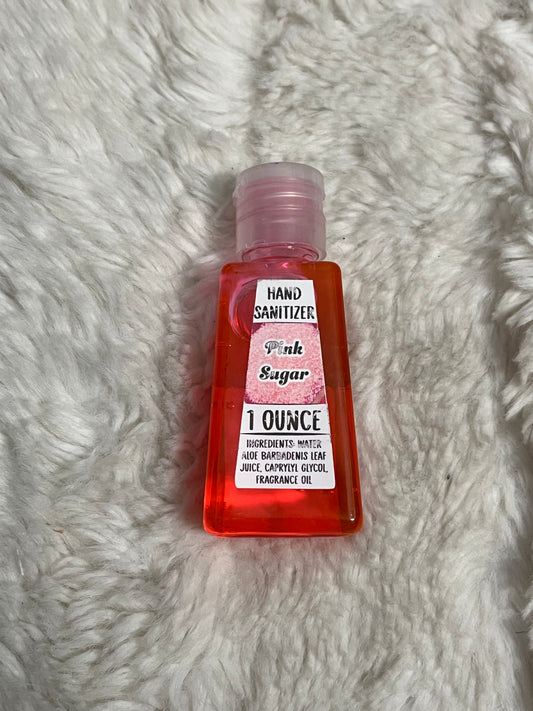 HAND
SANITIZER
Pink
Sugar
1 OUNCE
INGREDIENTS: WATER
ALOE BARBADENIS LEAF
JUICE, CAPRYLYL GLYCOL,
FRAGRANCE OIL